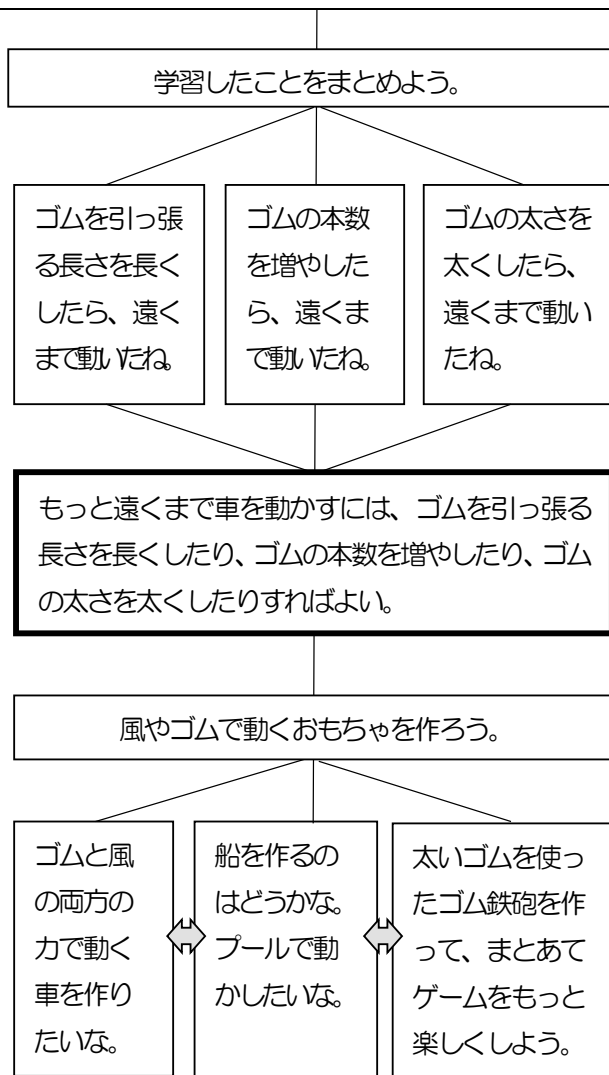 学習したことをまとめよう。
ゴムを引っ張
る長さを長く
したら、遠く
まで動いたね。
ゴムの本数
を増やした
ら、遠くま
で動いたね。
ゴムの太さを
太くしたら、
遠くまで動い
たね。
もっと遠くまで車を動かすには、ゴムを引っ張る
長さを長くしたり、ゴムの本数を増やしたり、ゴム
の太さを太くしたりすればよい。
風やゴムで動くおもちゃを作ろう。
ゴムと風
の両方の
力で動く
車を作り
たいな。
船を作るの
はどうかな。
プールで動
かしたいな。
太いゴムを使っ
たゴム鉄砲を作
って、まとあて
ゲームをもっと
楽しくしよう。